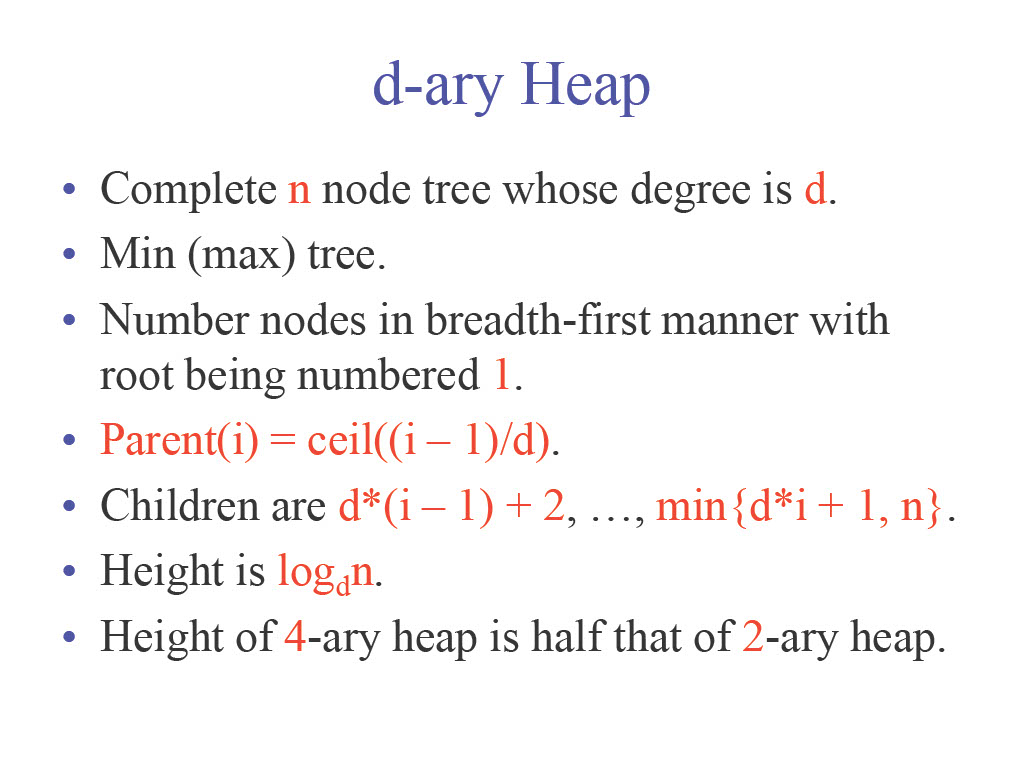 d-ary Heap
• Complete n node tree whose degree is d.
• Min (max) tree.
• Number nodes in breadth-first manner with
root being numbered 1.
• Parent(i) = ceil((i – 1)/d).
• Children are d*(i – 1) + 2, …, min{d*i + 1, n}.
• Height is logdn.
• Height of 4-ary heap is half that of 2-ary heap.